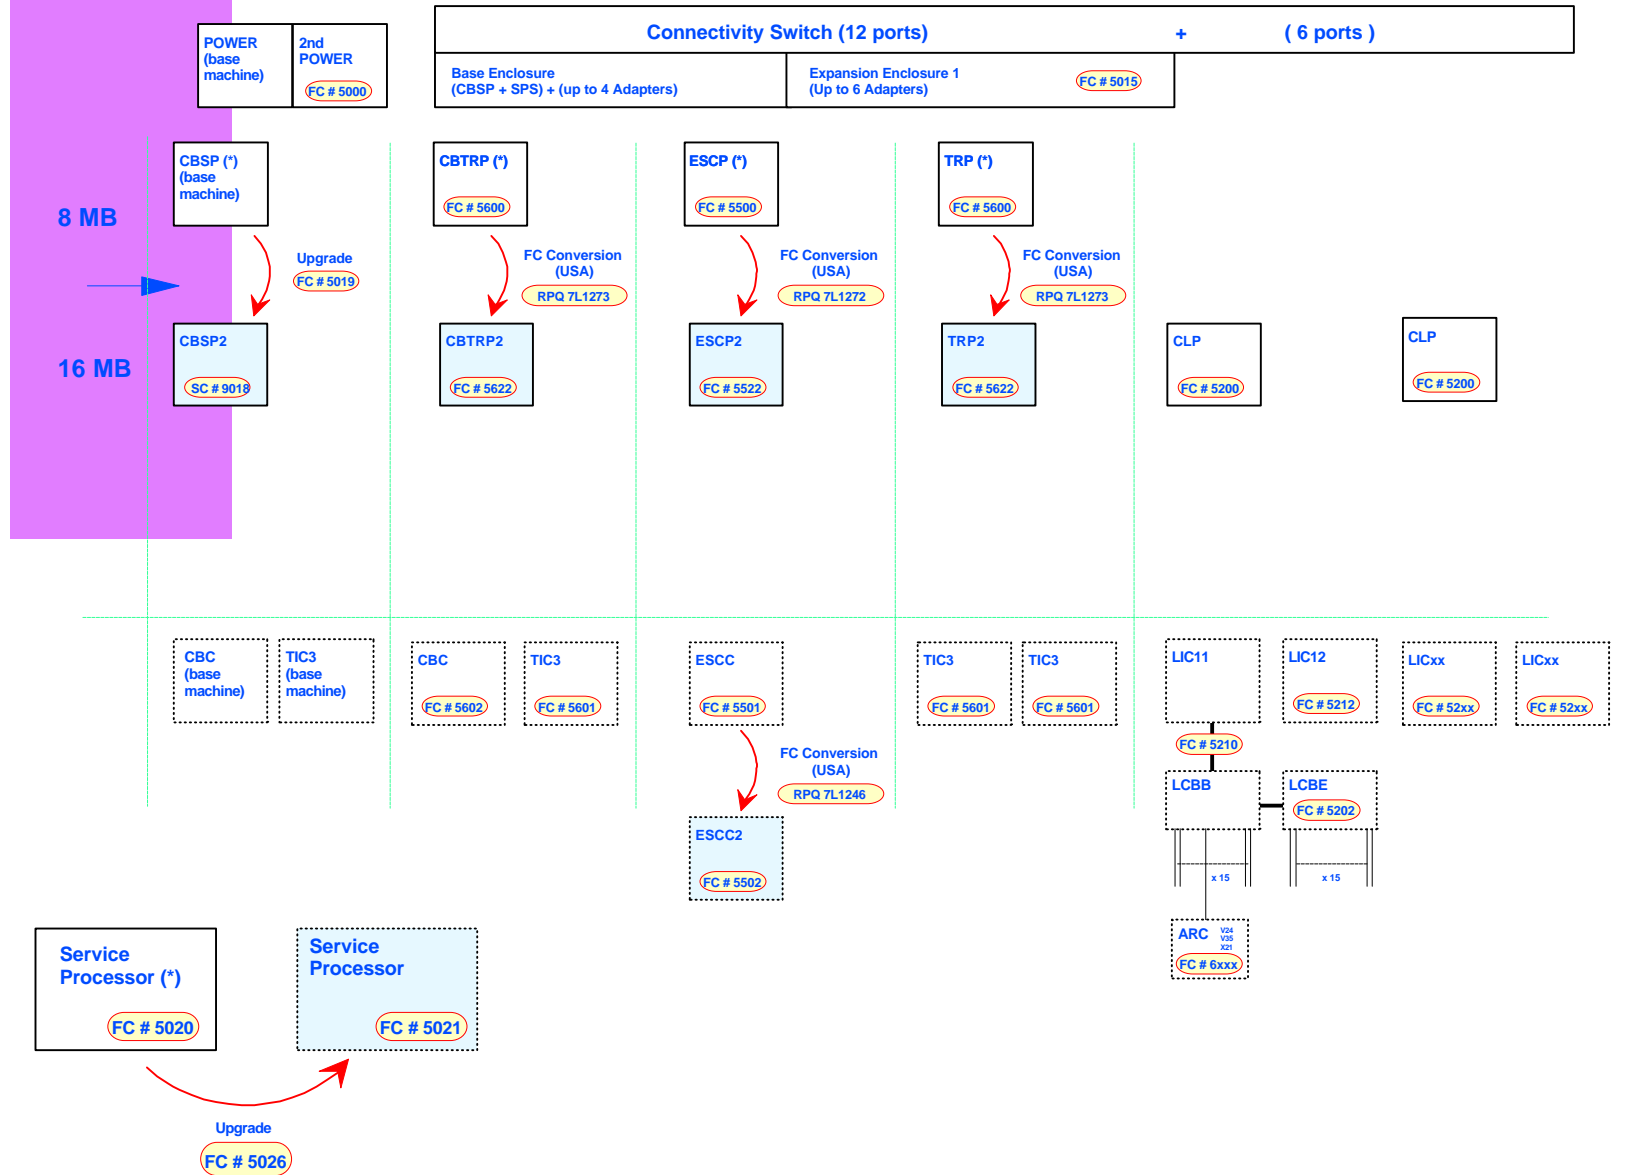 POWER
(base
machine)
2nd
POWER
FC # 5000
Connectivity Switch (12 ports) + ( 6 ports )
Base Enclosure
(CBSP + SPS) + (up to 4 Adapters)
Expansion Enclosure 1
(Up to 6 Adapters)
FC # 5015
8 MB
CBSP (*)
(base
machine)
CBTRP (*)
FC # 5600
ESCP (*)
FC # 5500
TRP (*)
FC # 5600
Upgrade
FC # 5019
FC Conversion
(USA)
RPQ 7L1273
FC Conversion
(USA)
RPQ 7L1272
FC Conversion
(USA)
RPQ 7L1273
16 MB
CBSP2
SC # 9018
CBTRP2
FC # 5622
ESCP2
FC # 5522
TRP2
FC # 5622
CLP
FC # 5200
CLP
FC # 5200
CBC
(base
machine)
TIC3
(base
machine)
CBC
FC # 5602
TIC3
FC # 5601
ESCC
FC # 5501
TIC3
FC # 5601
TIC3
FC # 5601
LIC11
LIC12
FC # 5212
LICxx
FC # 52xx
LICxx
FC # 52xx
FC # 5210
FC Conversion
(USA)
RPQ 7L1246
LCBB
LCBE
FC # 5202
ESCC2
FC # 5502
x 15
x 15
ARC
V24
V35
X21
FC # 6xxx
Service
Processor (*)
FC # 5020
Service
Processor
FC # 5021
Upgrade
FC # 5026